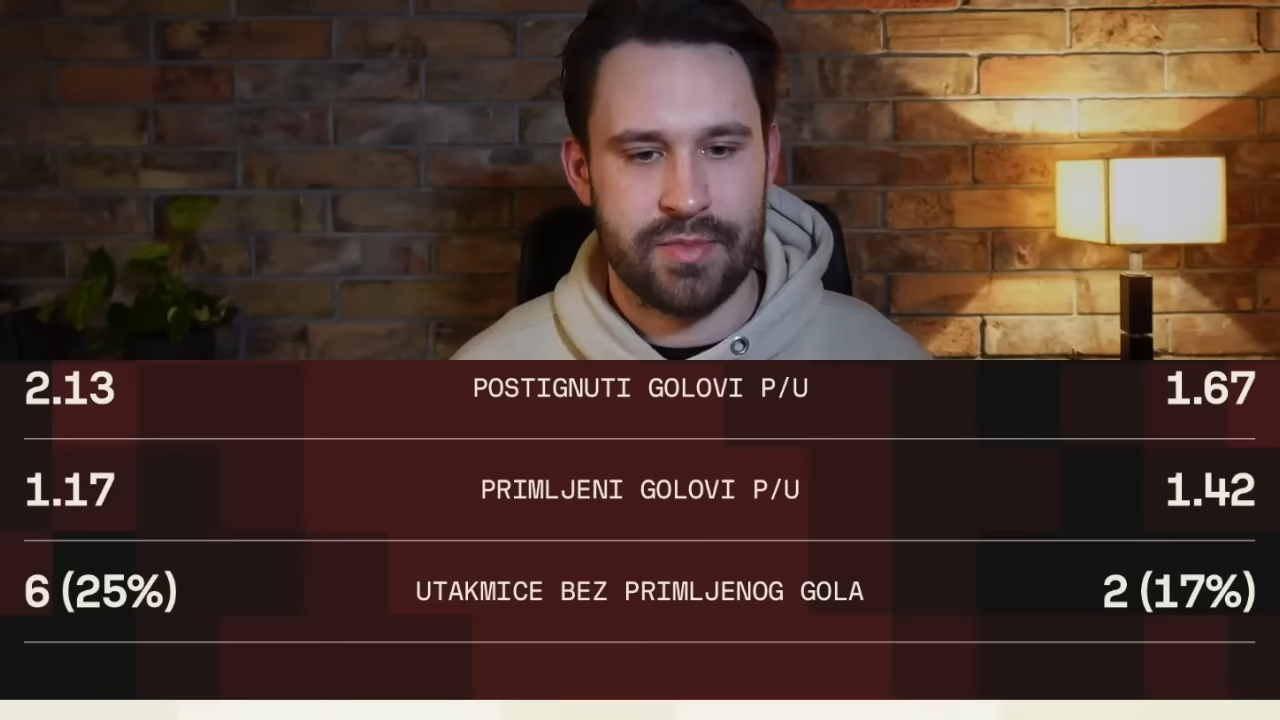 2.13 POSTIGNUTI GOLOVI P/U 1.67
1.17 PRIMLJENI GOLOVI P/U 1.42
6 (25%) UTAKMICE BEZ PRIMLJENOG GOLA 2 (17%)